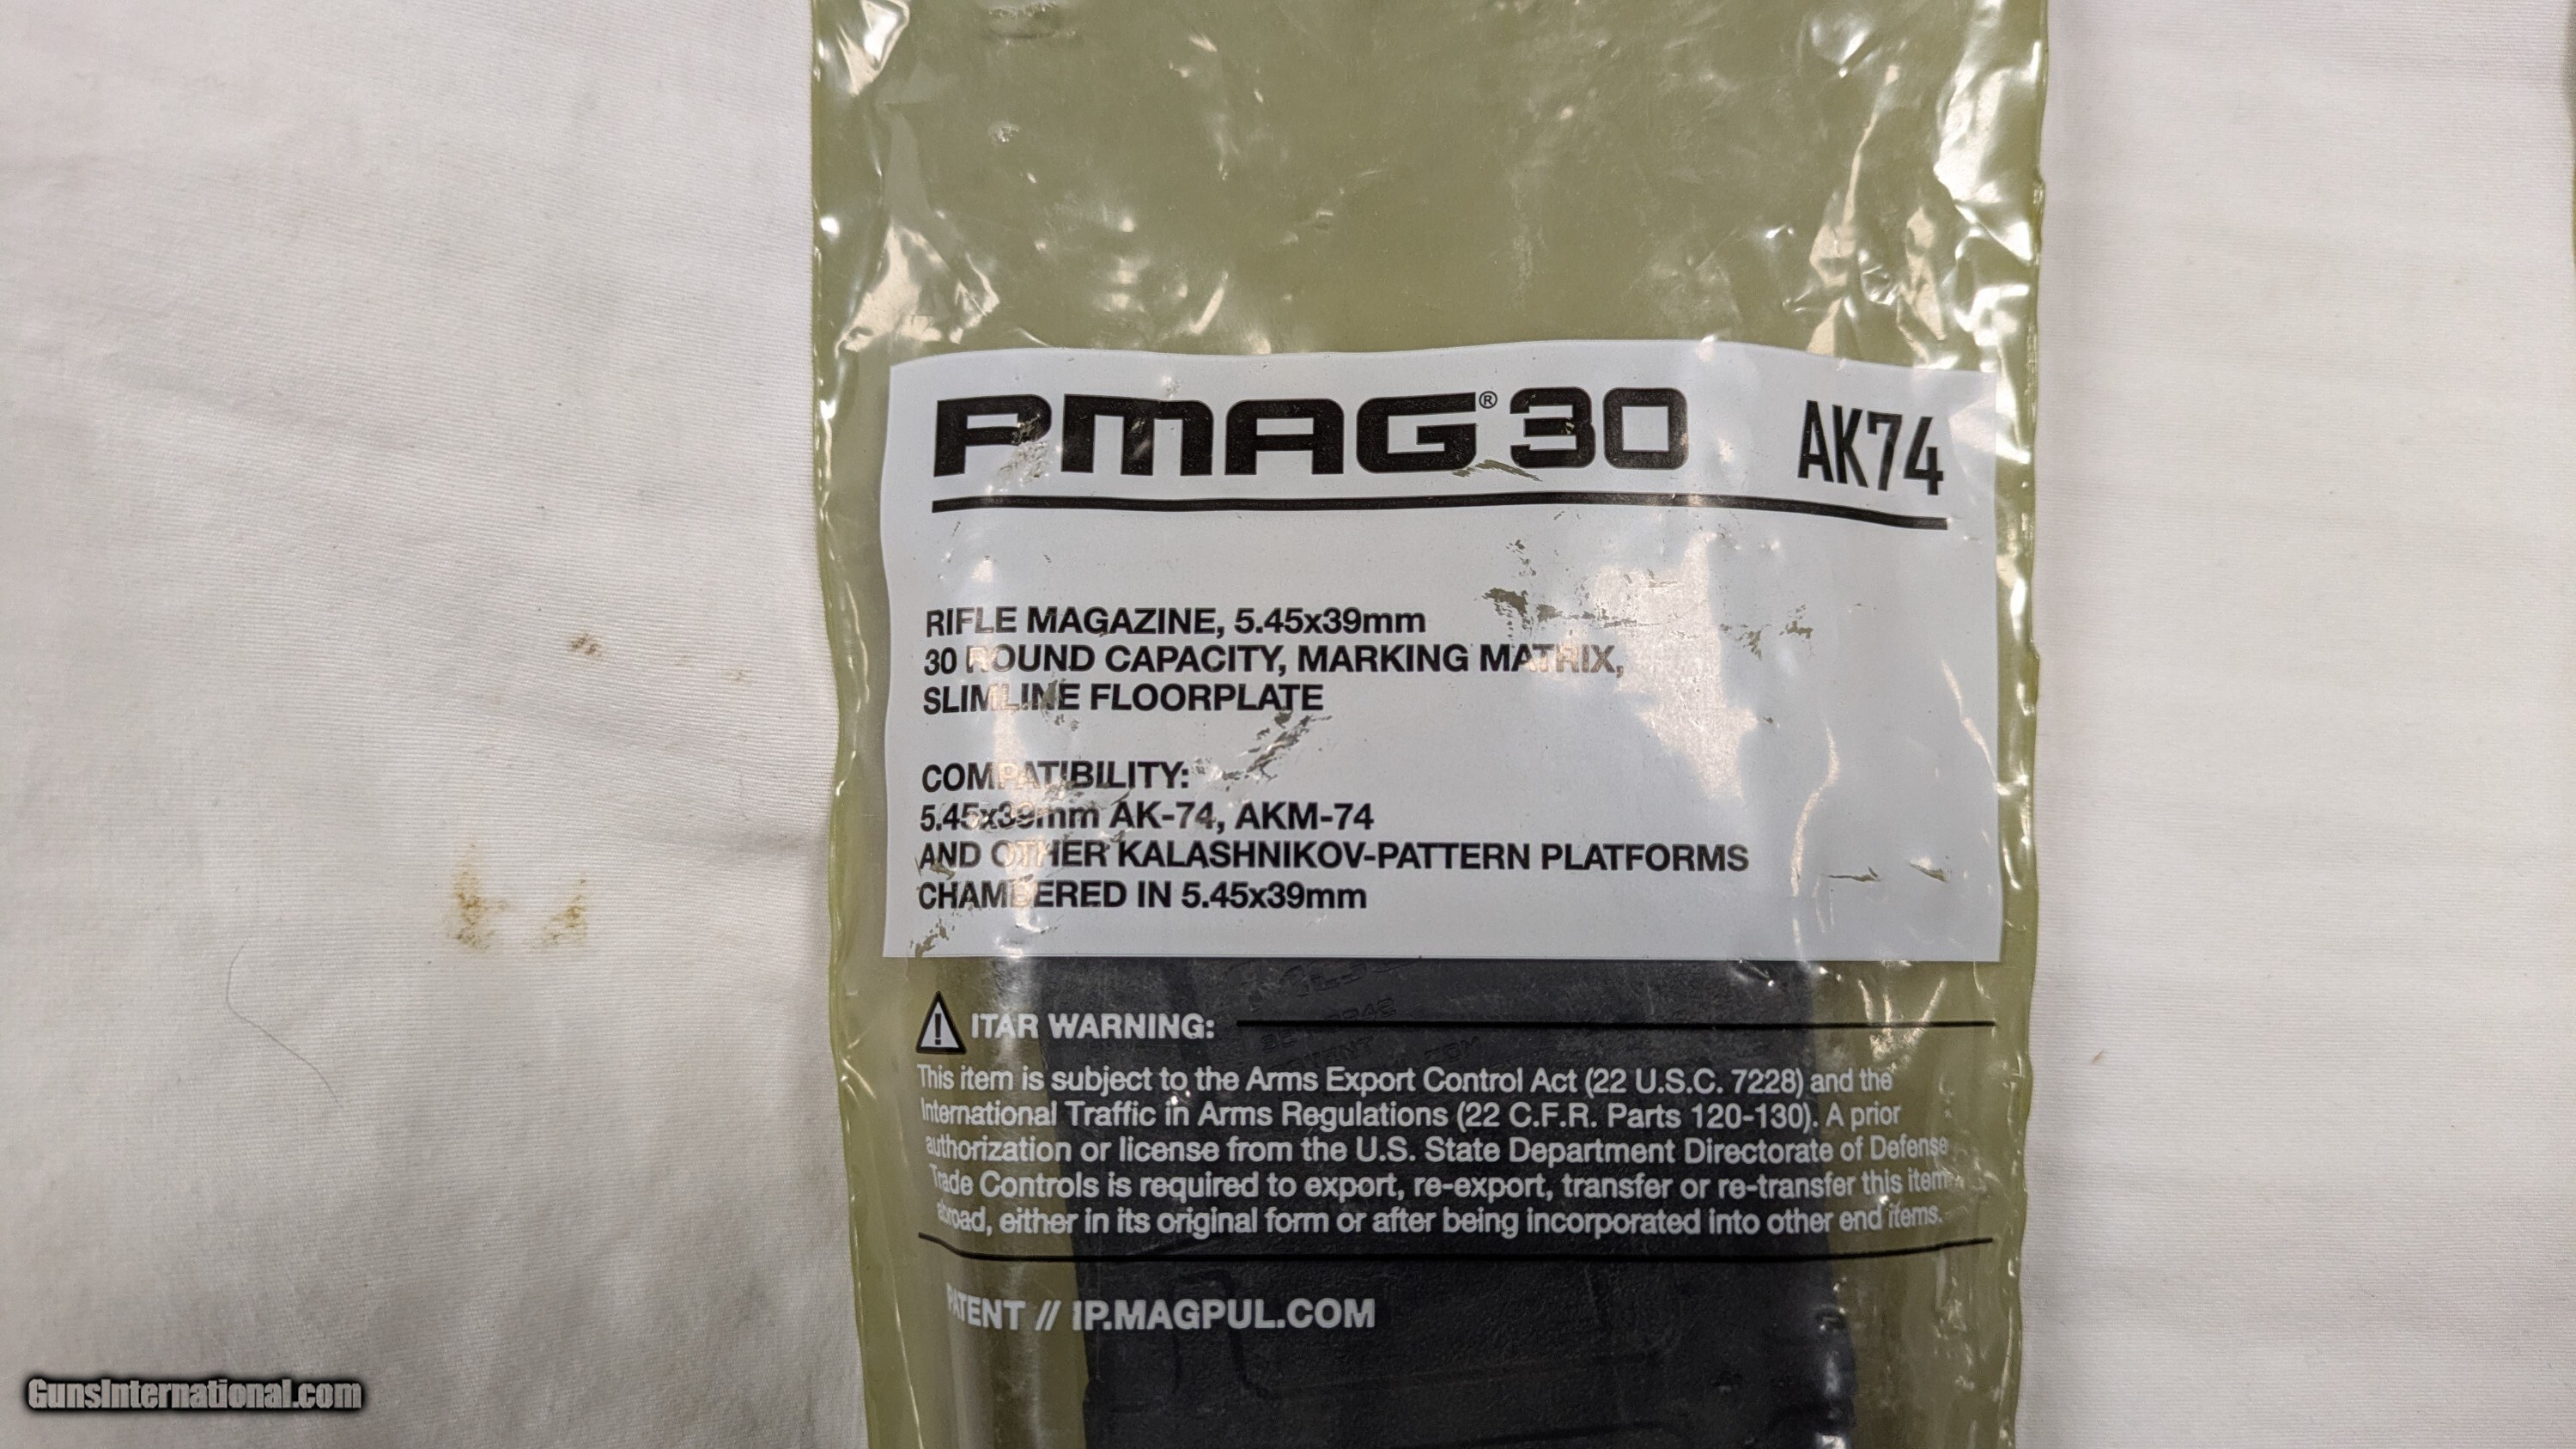 PMAG® 30 AK74
RIFLE MAGAZINE, 5.45x39mm
30 ROUND CAPACITY, MARKING MATRIX,
SLIMLINE FLOORPLATE
COMPATIBILITY:
5.45x39mm AK-74, AKM-74
AND OTHER KALASHNIKOV-PATTERN PLATFORMS
CHAMBERED IN 5.45x39mm
ITAR WARNING:
This item is subject to the Arms Export Control Act (22 U.S.C. 7228) and the
International Traffic in Arms Regulations (22 C.F.R. Parts 120-130). A prior
authorization or license from the U.S. State Department Directorate of Defense
Trade Controls is required to export, re-export, transfer or re-transfer this item
abroad, either in its original form or after being incorporated into other end items.
PATENT // IP.MAGPUL.COM
GunsInternational.com